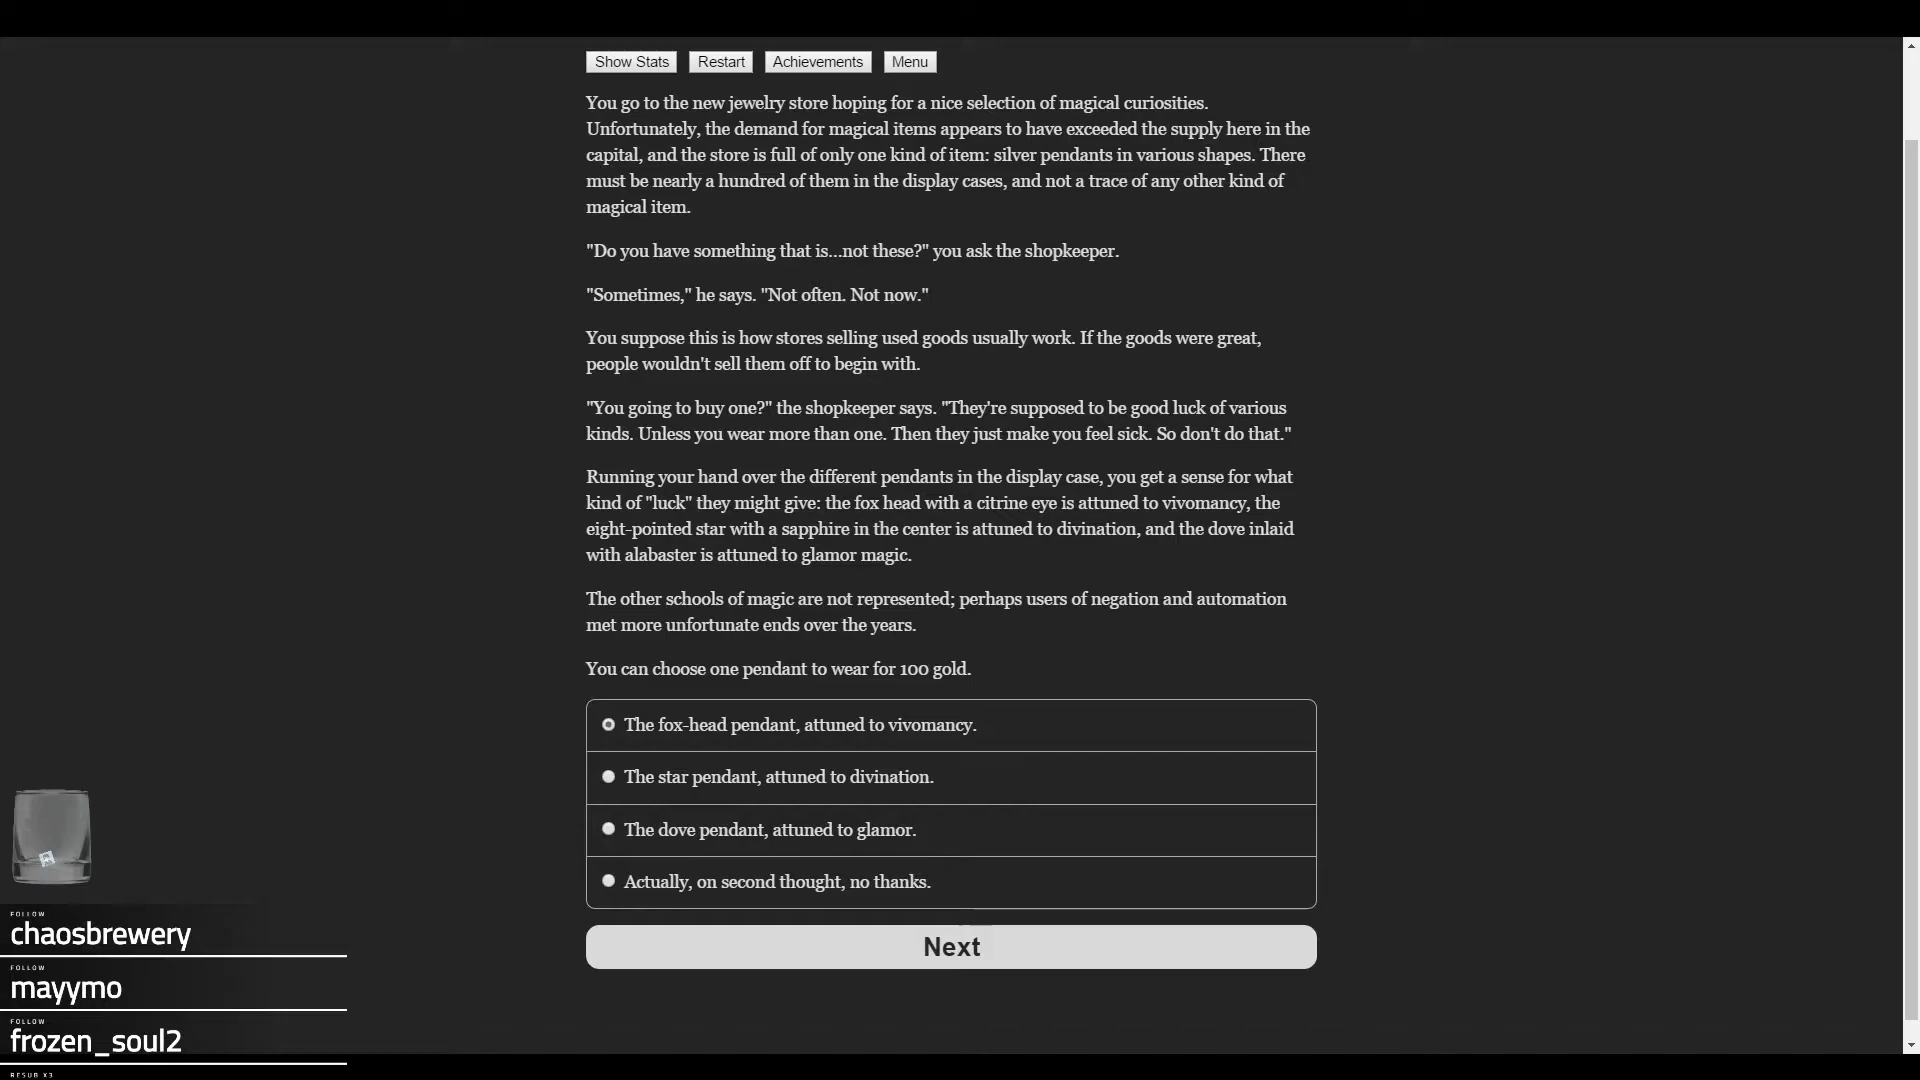 Show Stats Restart Achievements Menu
You go to the new jewelry store hoping for a nice selection of magical curiosities.
Unfortunately, the demand for magical items appears to have exceeded the supply here in the
capital, and the store is full of only one kind of item: silver pendants in various shapes. There
must be nearly a hundred of them in the display cases, and not a trace of any other kind of
magical item.
"Do you have something that is...not these?" you ask the shopkeeper.
"Sometimes," he says. "Not often. Not now."
You suppose this is how stores selling used goods usually work. If the goods were great,
people wouldn't sell them off to begin with.
"You going to buy one?" the shopkeeper says. "They're supposed to be good luck of various
kinds. Unless you wear more than one. Then they just make you feel sick. So don't do that."
Running your hand over the different pendants in the display case, you get a sense for what
kind of "luck" they might give: the fox head with a citrine eye is attuned to vivomancy, the
eight-pointed star with a sapphire in the center is attuned to divination, and the dove inlaid
with alabaster is attuned to glamor magic.
The other schools of magic are not represented; perhaps users of negation and automation
met more unfortunate ends over the years.
You can choose one pendant to wear for 100 gold.
The fox-head pendant, attuned to vivomancy.
The star pendant, attuned to divination.
The dove pendant, attuned to glamor.
Actually, on second thought, no thanks.
Next
FOLLOW
chaosbrewery
FOLLOW
mayymo
FOLLOW
frozen_soul2
RESUB X3